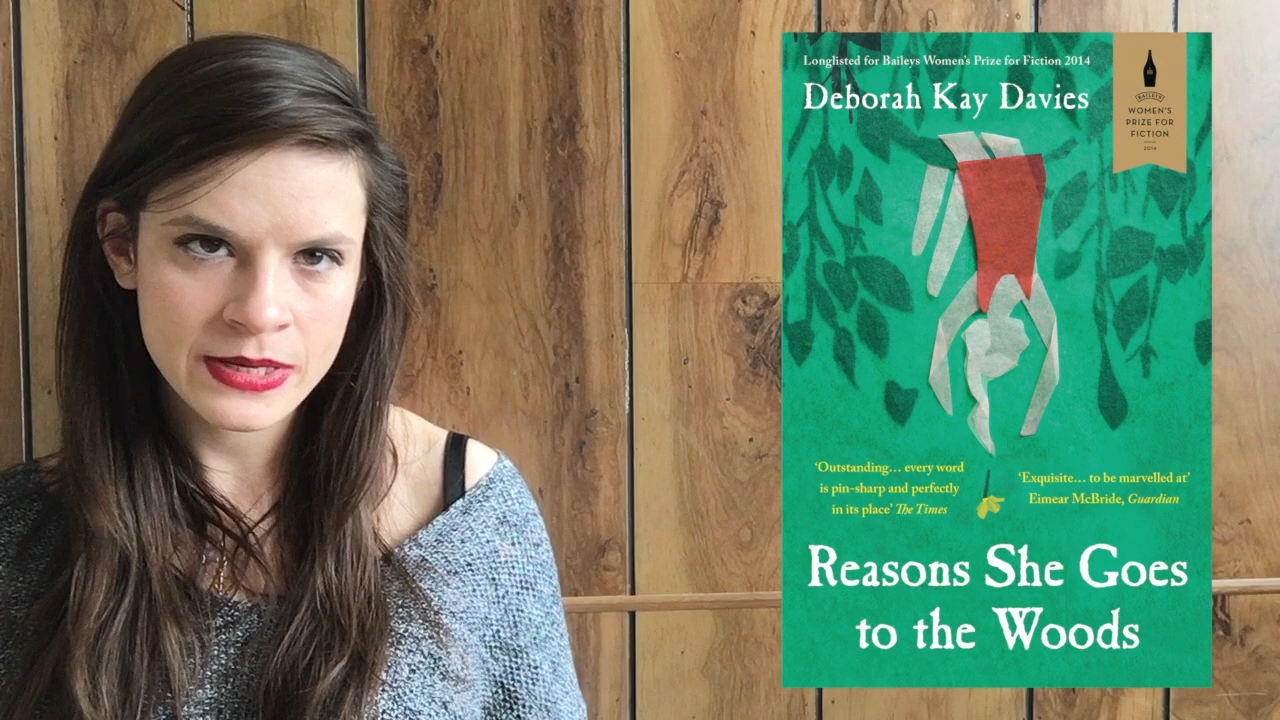 Longlisted for Baileys Women's Prize for Fiction 2014
Deborah Kay Davies
BAILEYS
WOMEN'S
PRIZE FOR
FICTION
2014
'Outstanding... every word
is pin-sharp and perfectly
in its place' The Times
'Exquisite... to be marvelled at'
Eimear McBride, Guardian
Reasons She Goes
to the Woods